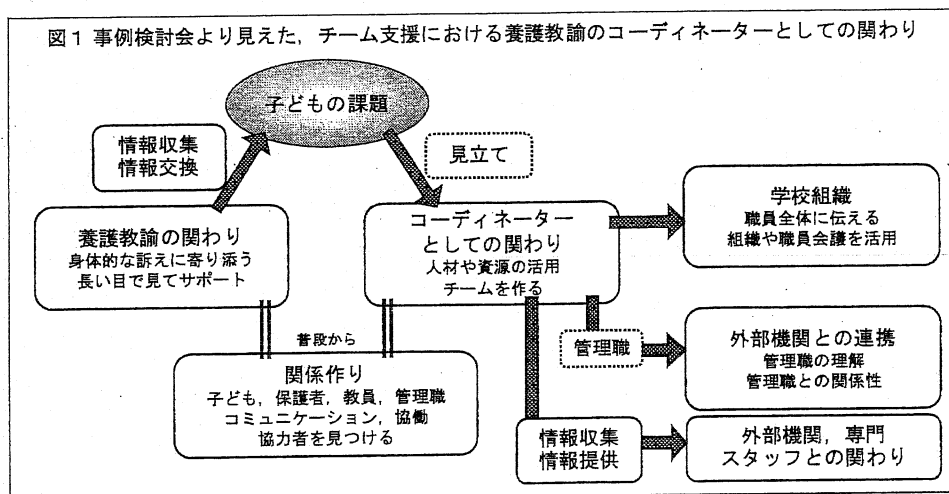 図1 事例検討会より見えた，チーム支援における養護教諭のコーディネーターとしての関わり
子どもの課題
情報収集
情報交換
見立て
養護教諭の関わり
身体的な訴えに寄り添う
長い目で見てサポート
コーディネーター
としての関わり
人材や資源の活用
チームを作る
学校組織
職員全体に伝える
組織や職員会議を活用
普段から
関係作り
子ども，保護者，教員，管理職
コミュニケーション，協働
協力者を見つける
管理職
外部機関との連携
管理職の理解
管理職との関係性
情報収集
情報提供
外部機関，専門
スタッフとの関わり